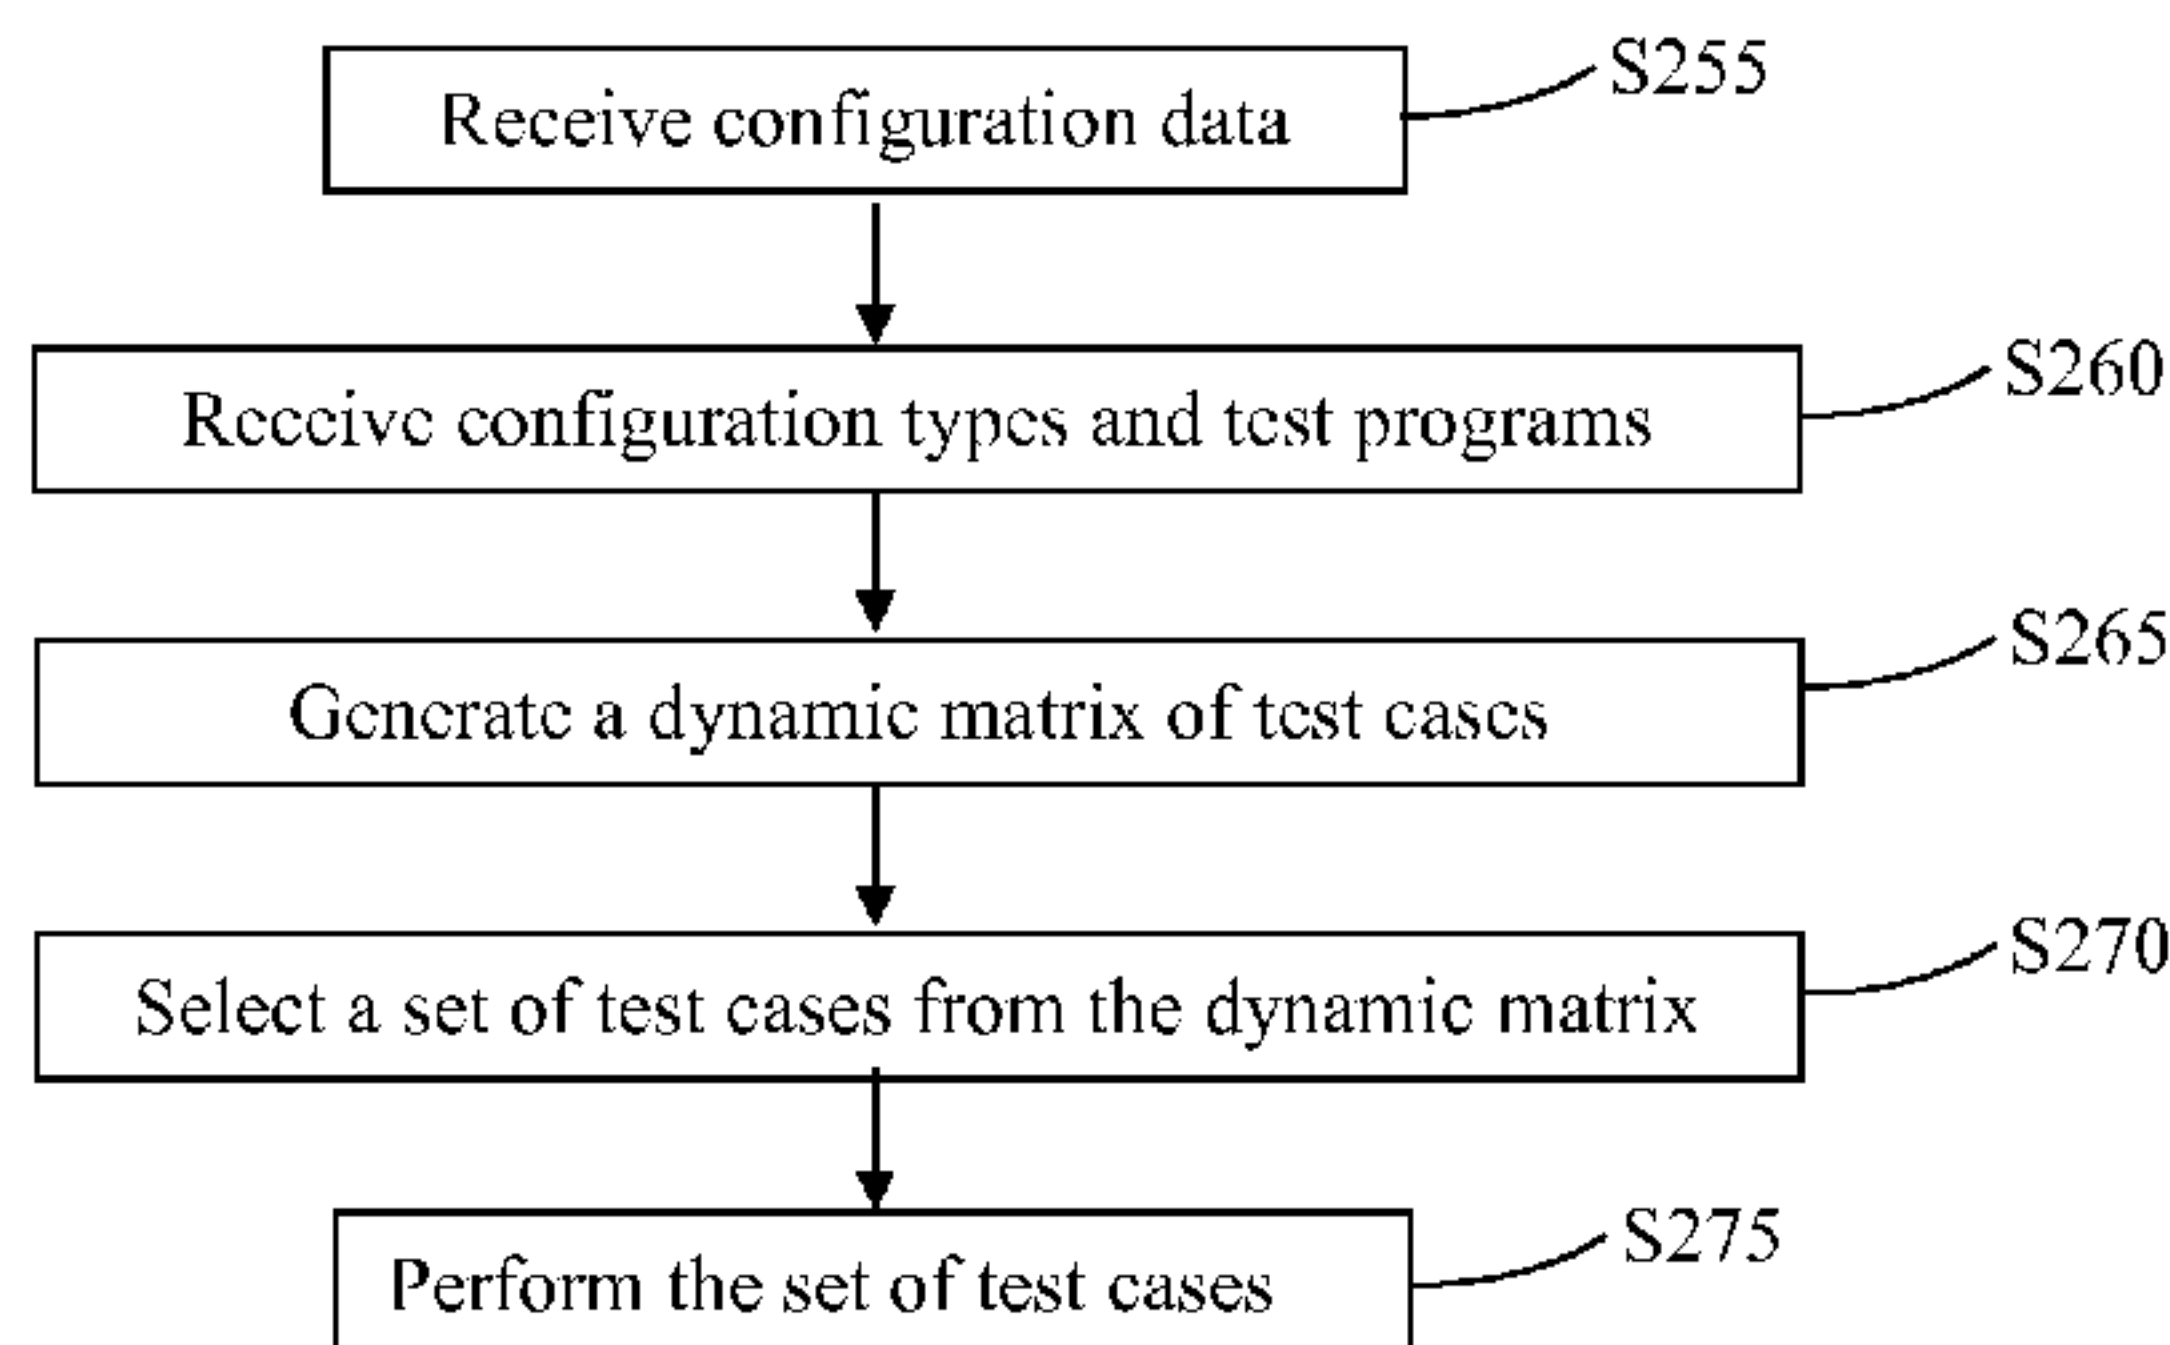 Receive configuration data
S255
Receive configuration types and test programs
S260
Generate a dynamic matrix of test cases
S265
Select a set of test cases from the dynamic matrix
S270
Perform the set of test cases
S275